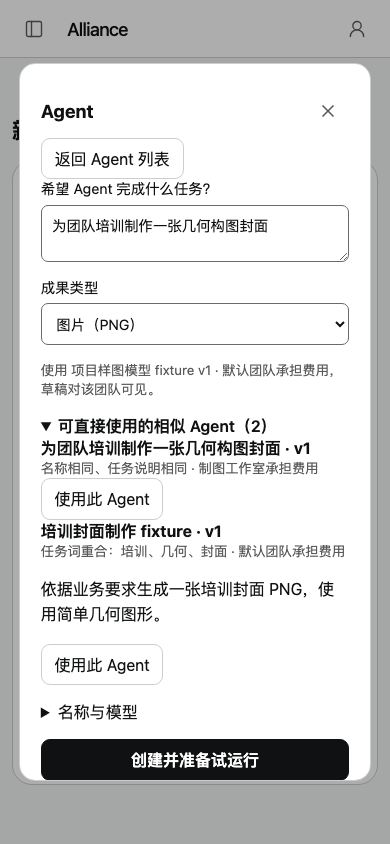 Alliance
Agent
返回 Agent 列表
希望 Agent 完成什么任务?
为团队培训制作一张几何构图封面
成果类型
图片（PNG）
使用 项目样图模型 fixture v1 · 默认团队承担费用，
草稿对该团队可见。
可直接使用的相似 Agent（2）
为团队培训制作一张几何构图封面 · v1
名称相同、任务说明相同 · 制图工作室承担费用
使用此 Agent
培训封面制作 fixture · v1
任务词重合：培训、几何、封面 · 默认团队承担费用
依据业务要求生成一张培训封面 PNG，使
用简单几何图形。
使用此 Agent
名称与模型
创建并准备试运行